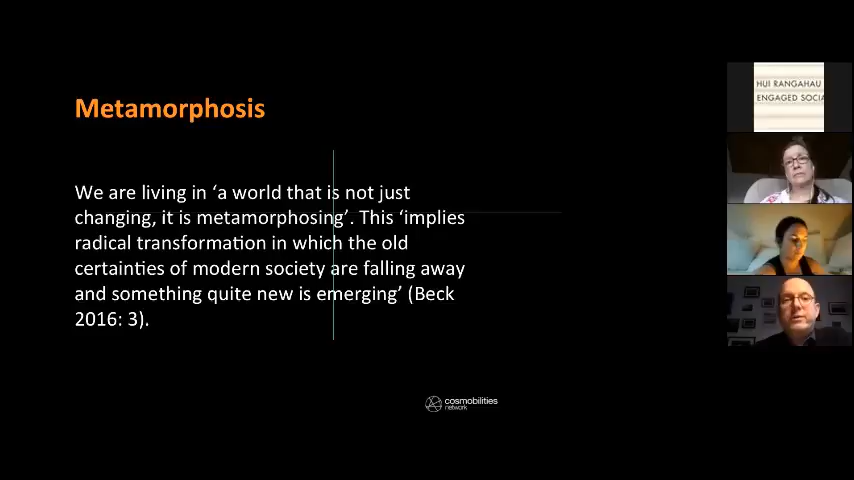 Metamorphosis
We are living in ‘a world that is not just
changing, it is metamorphosing’. This ‘implies
radical transformation in which the old
certainties of modern society are falling away
and something quite new is emerging’ (Beck
2016: 3).
cosmobilities
network
HUI RANGAHAU
ENGAGED SOCIA